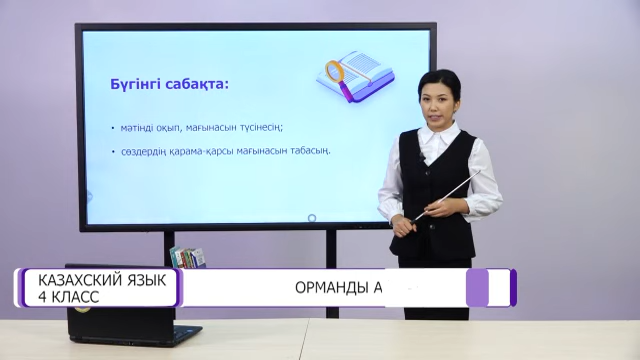 Бүгінгі сабақта:
• мәтінді оқып, мағынасын түсінесің;
• сөздердің қарама-қарсы мағынасын табасың.
КАЗАХСКИЙ ЯЗЫК
4 КЛАСС
ОРМАНДЫ А